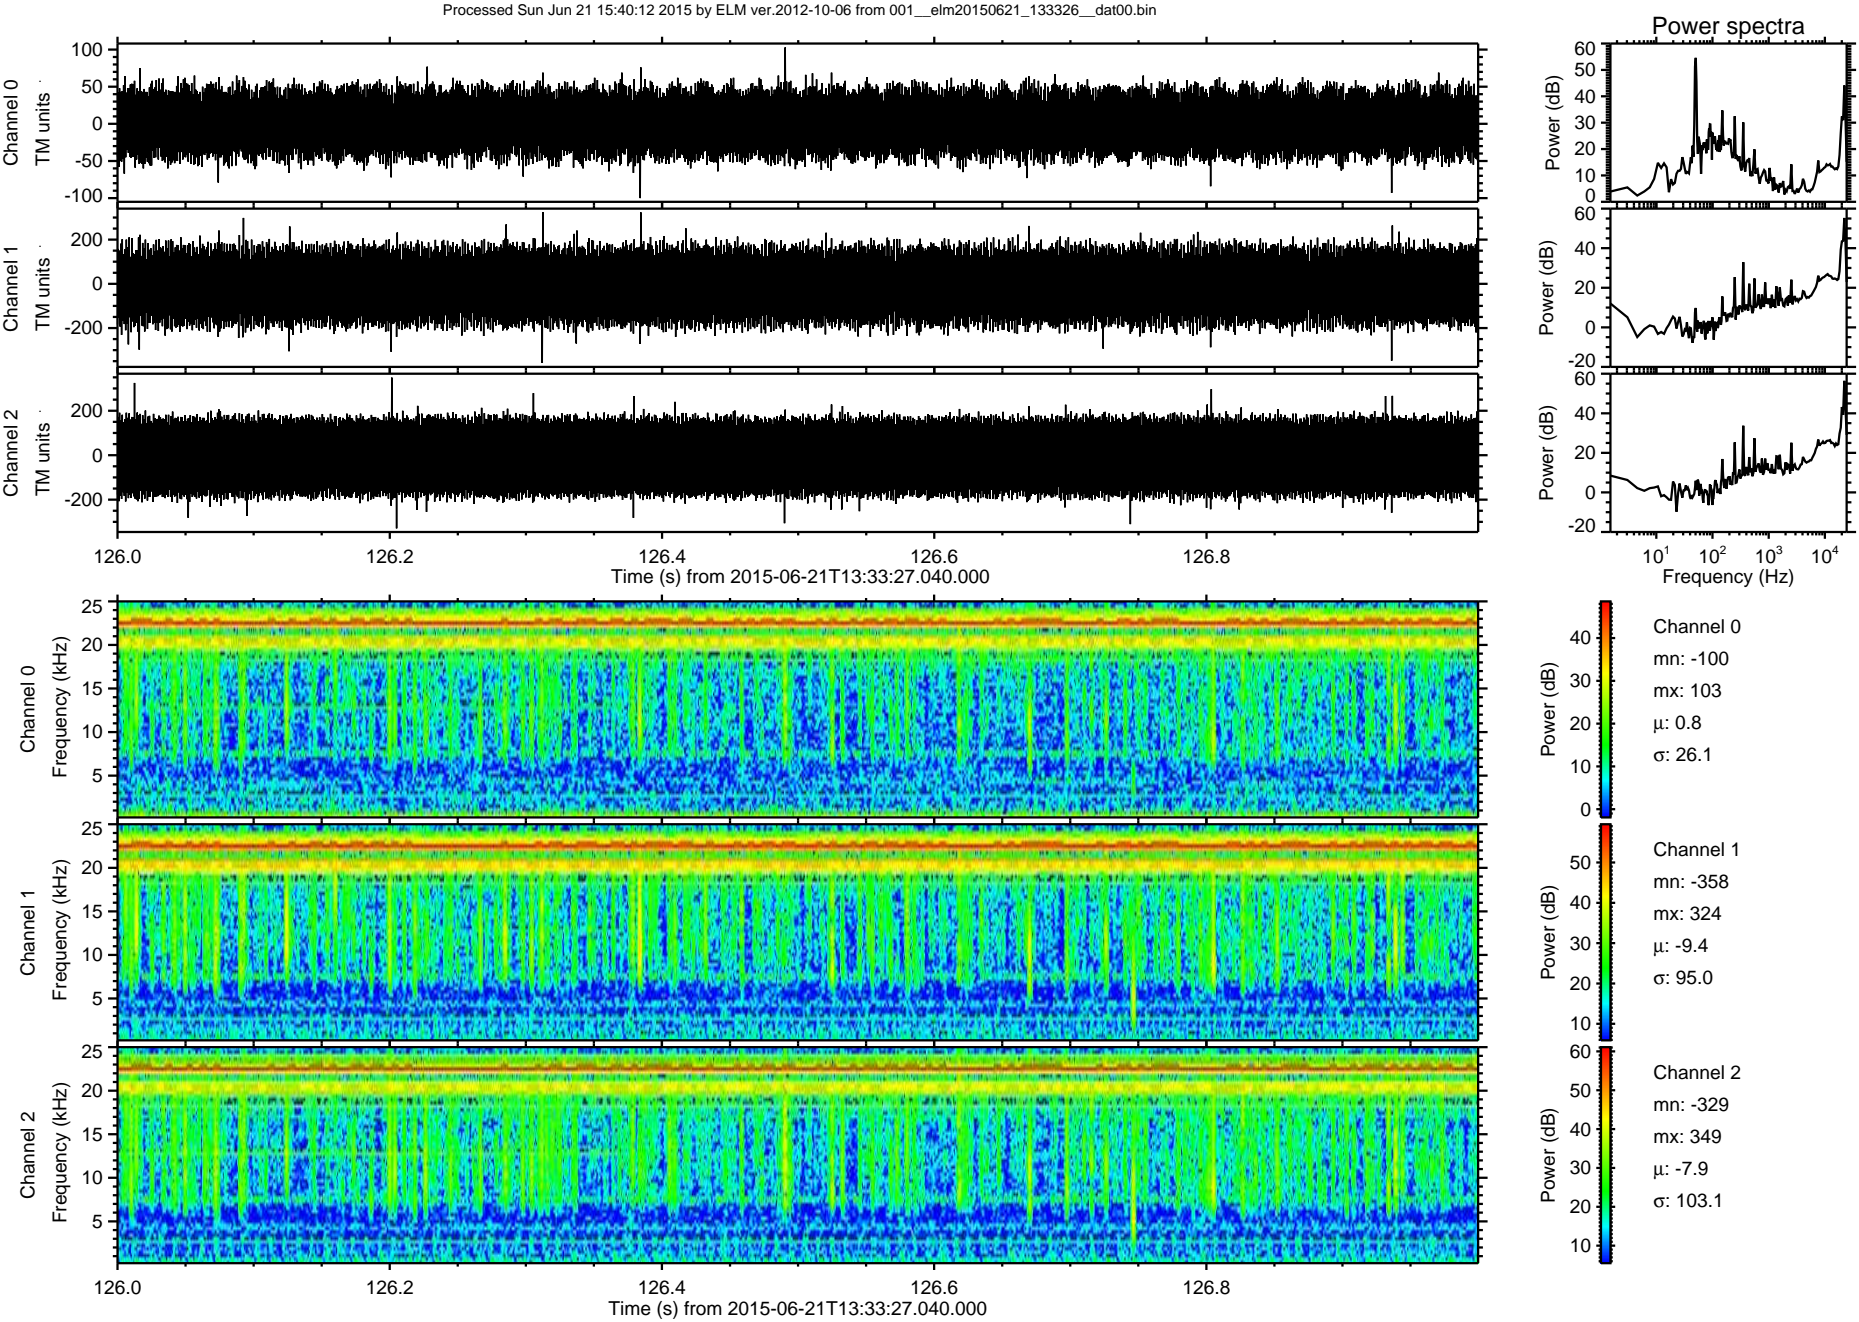 Processed Sun Jun 21 15:40:12 2015 by ELM ver.2012-10-06 from 001__elm20150621_133326__dat00.bin
Power spectra
Channel 0
TM units
100
50
0
-50
-100
Power (dB)
60
50
40
30
20
10
0
Channel 1
TM units
200
0
-200
Power (dB)
60
40
20
0
-20
Channel 2
TM units
200
0
-200
Power (dB)
60
40
20
0
-20
126.0 126.2 126.4 126.6 126.8
Time (s) from 2015-06-21T13:33:27.040.000
10¹ 10² 10³ 10⁴
Frequency (Hz)
Channel 0
Frequency (kHz)
25
20
15
10
5
Power (dB)
40
30
20
10
0
Channel 0
mn: -100
mx: 103
μ: 0.8
σ: 26.1
Channel 1
Frequency (kHz)
25
20
15
10
5
Power (dB)
50
40
30
20
10
Channel 1
mn: -358
mx: 324
μ: -9.4
σ: 95.0
Channel 2
Frequency (kHz)
25
20
15
10
5
Power (dB)
60
50
40
30
20
10
Channel 2
mn: -329
mx: 349
μ: -7.9
σ: 103.1
126.0 126.2 126.4 126.6 126.8
Time (s) from 2015-06-21T13:33:27.040.000